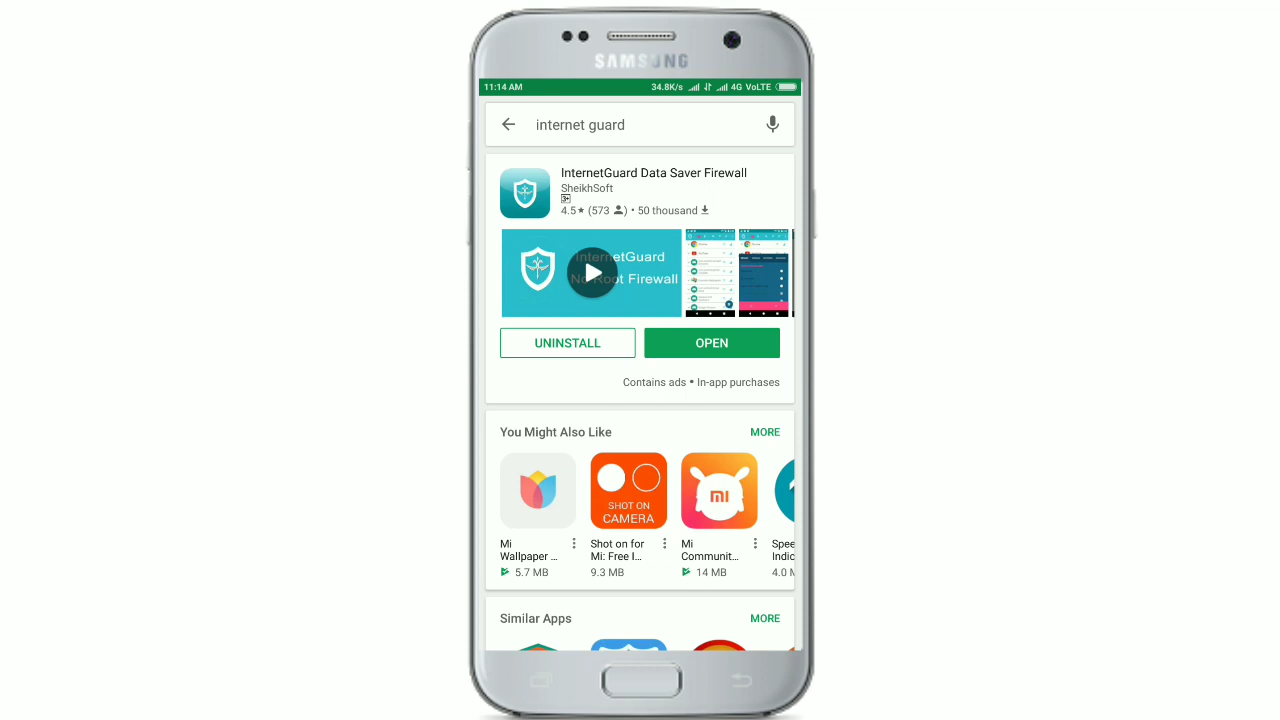 SAMSUNG
11:14 AM
34.8K/s 4G VoLTE
internet guard
InternetGuard Data Saver Firewall
SheikhSoft
3+
4.5★ (573 ) • 50 thousand
InternetGuard
No Root Firewall
UNINSTALL
OPEN
Contains ads • In-app purchases
You Might Also Like
MORE
SHOT ON
CAMERA
mi
Mi
Wallpaper ...
5.7 MB
Shot on for
Mi: Free I...
9.3 MB
Mi
Communit...
14 MB
Spee
Indic
4.0 M
Similar Apps
MORE